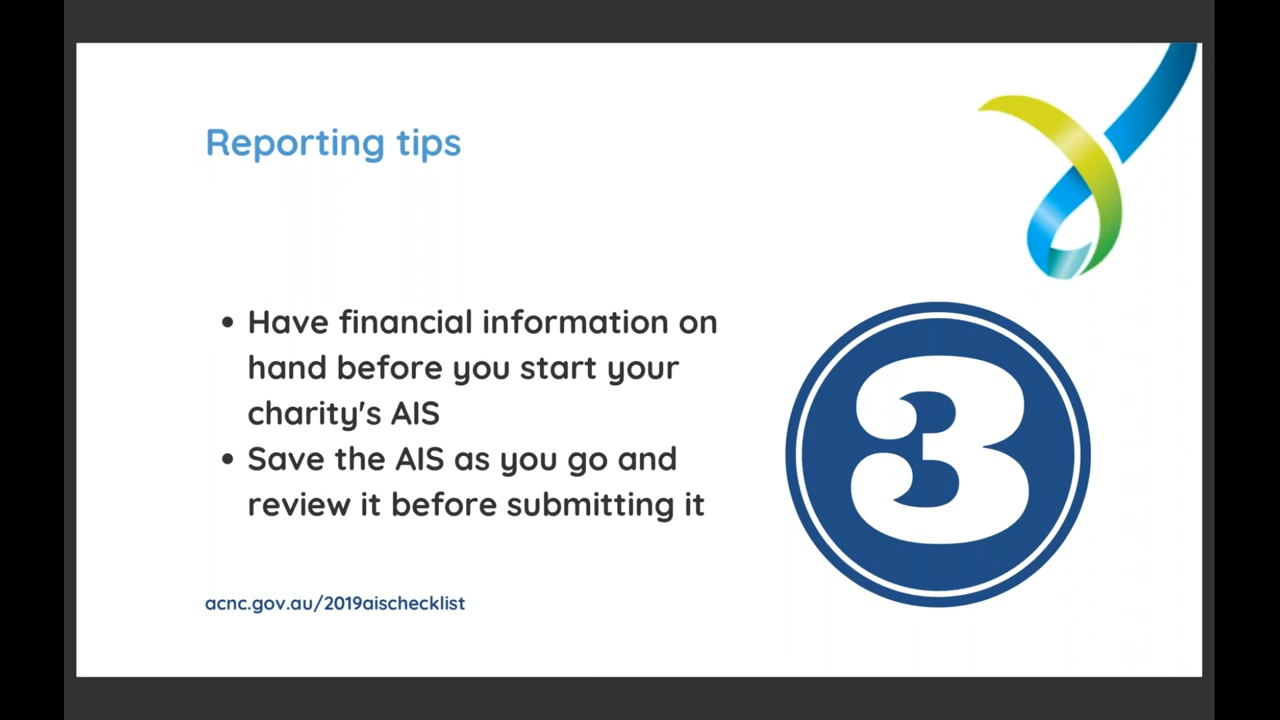 Reporting tips
• Have financial information on
hand before you start your
charity's AIS
• Save the AIS as you go and
review it before submitting it
3
acnc.gov.au/2019aischecklist